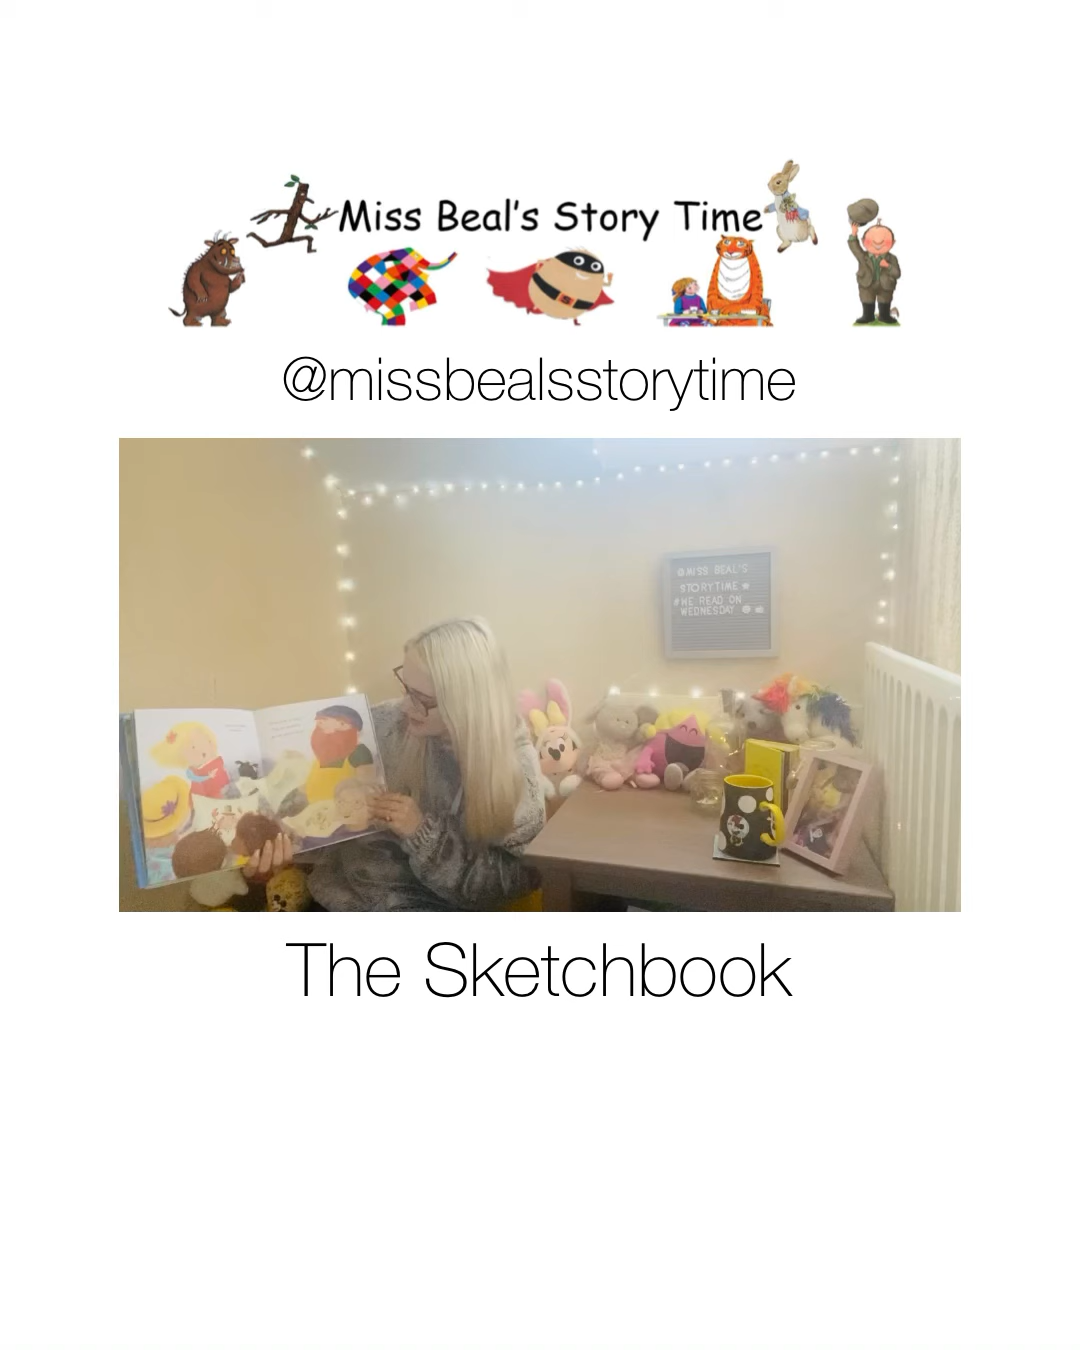 Miss Beal's Story Time
@missbealsstorytime
@MISS BEAL'S
STORYTIME
#WE READ ON
WEDNESDAY
The Sketchbook